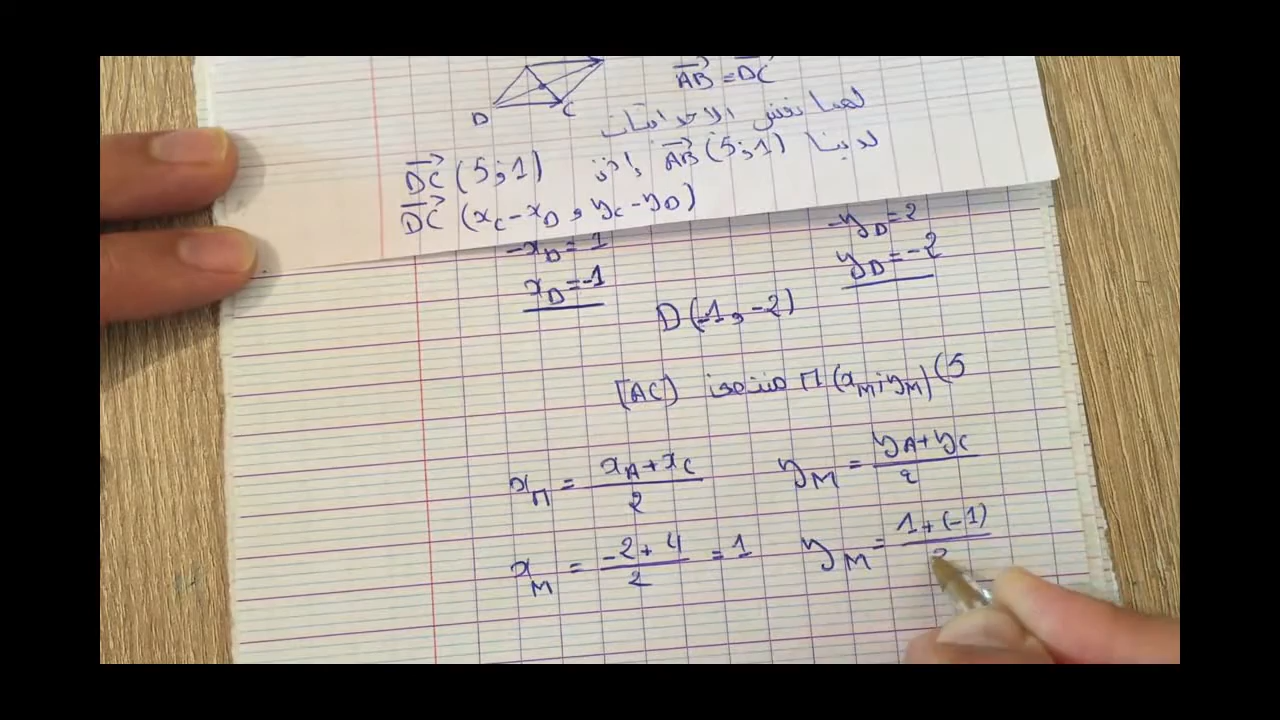 D C
AB = DC
لهما نفس الاحداثيات
لدينا AB(5;1) إذن DC(5;1)
DC(xC - xD ; yC - yD)
-xD = 1 -yD = 2
xD = -1 yD = -2
D(-1; -2)
5) M(xM; yM) منتصف [AC]
xM = (xA + xC)/2 yM = (yA + yC)/2
xM = (-2 + 4)/2 = 1 yM = (1 + (-1))/2